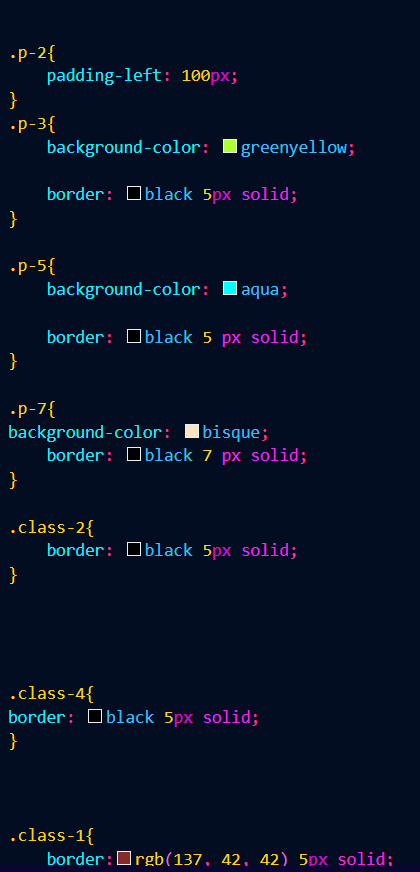 .p-2{
padding-left: 100px;
}
.p-3{
background-color: greenyellow;
border: black 5px solid;
}
.p-5{
background-color: aqua;
border: black 5 px solid;
}
.p-7{
background-color: bisque;
border: black 7 px solid;
}
.class-2{
border: black 5px solid;
}
.class-4{
border: black 5px solid;
}
.class-1{
border: rgb(137, 42, 42) 5px solid;